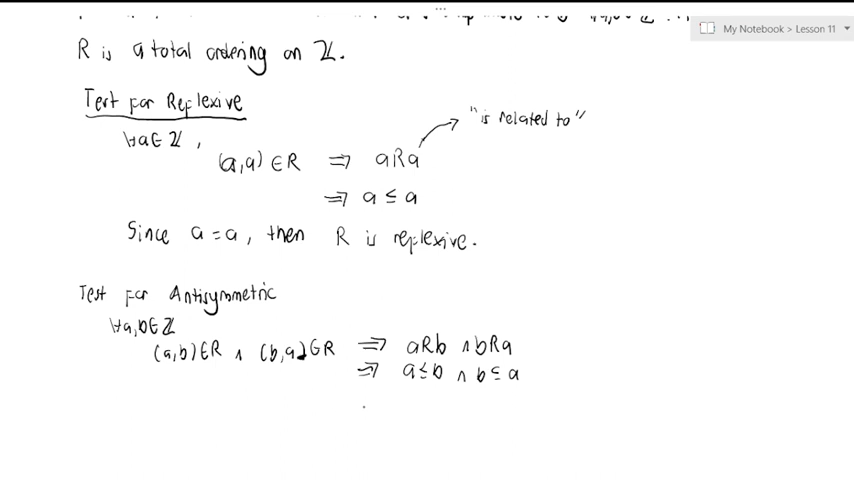 My Notebook > Lesson 11
R is a total ordering on ℤ.
Test for Reflexive
∀a∈ℤ,
(a,a) ∈R ⇒ aRa
"is related to"
⇒ a ≤ a
Since a = a, then R is reflexive.
Test for Antisymmetric
∀a,b∈ℤ
(a,b)∈R ∧ (b,a)∈R ⇒ aRb ∧ bRa
⇒ a≤b ∧ b≤a